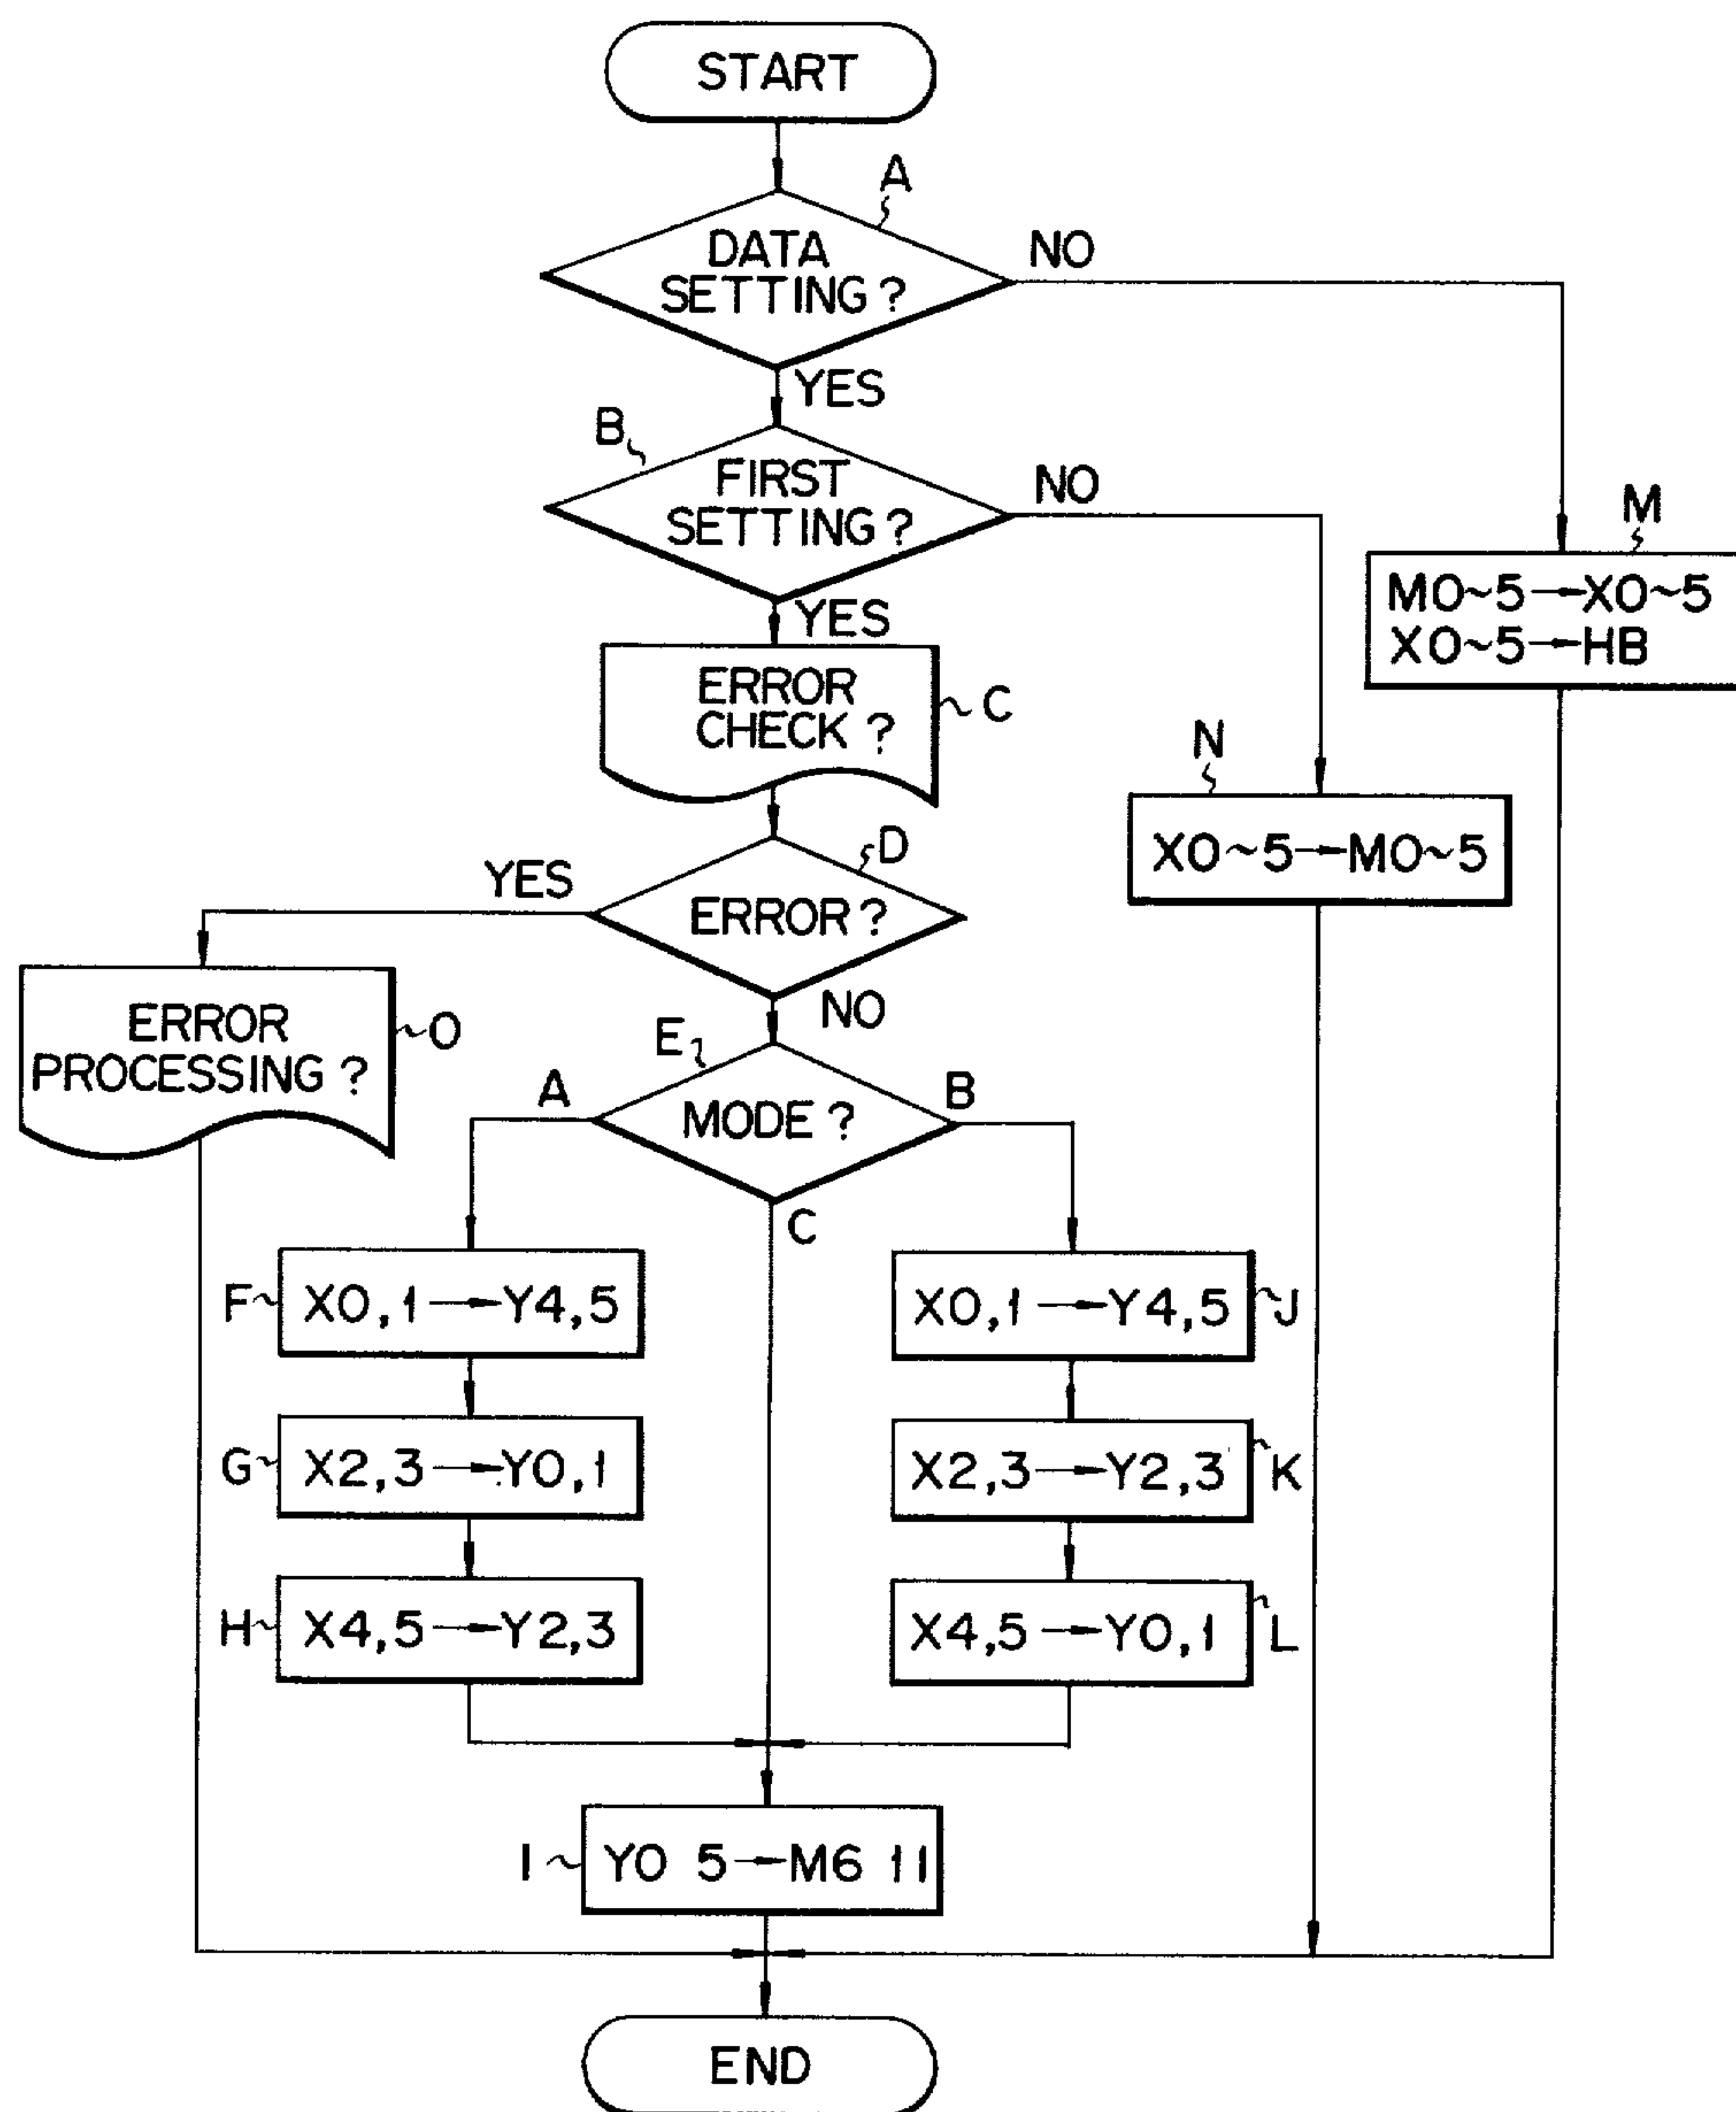 START
A
DATA
SETTING ?
NO
YES
B
FIRST
SETTING ?
NO
M
YES
M0~5→X0~5
X0~5→HB
ERROR
CHECK ?
C
N
X0~5→M0~5
D
YES
ERROR ?
NO
ERROR
PROCESSING ?
O
E
A
MODE ?
B
C
F
X0,1→Y4,5
X0,1→Y4,5
J
G
X2,3→Y0,1
X2,3→Y2,3
K
H
X4,5→Y2,3
X4,5→Y0,1
L
I
Y0 5→M6 11
END